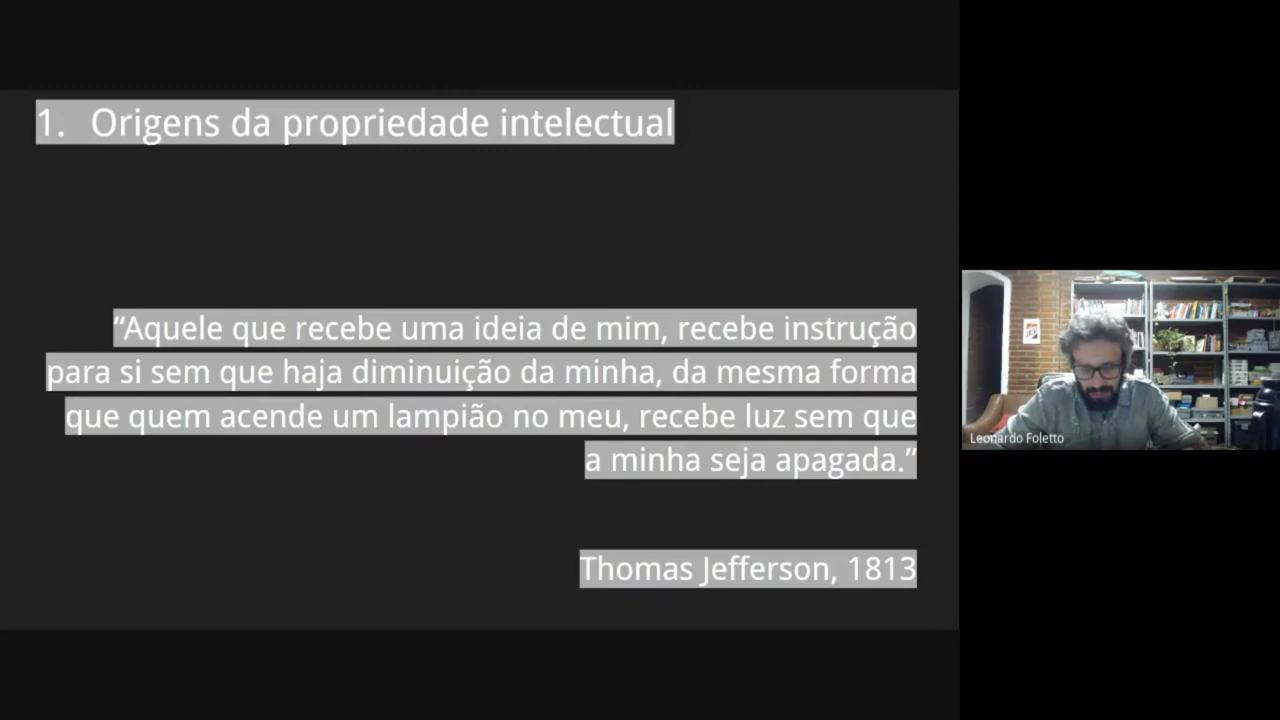 1. Origens da propriedade intelectual
“Aquele que recebe uma ideia de mim, recebe instrução
para si sem que haja diminuição da minha, da mesma forma
que quem acende um lampião no meu, recebe luz sem que
a minha seja apagada.”
Thomas Jefferson, 1813
Leonardo Foletto